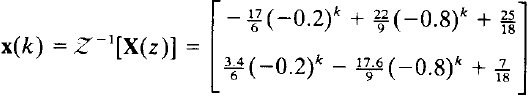 x(k) = Z⁻¹[X(z)] = [ -17/6(-0.2)^k + 22/9(-0.8)^k + 25/18
3.4/6(-0.2)^k - 17.6/9(-0.8)^k + 7/18 ]